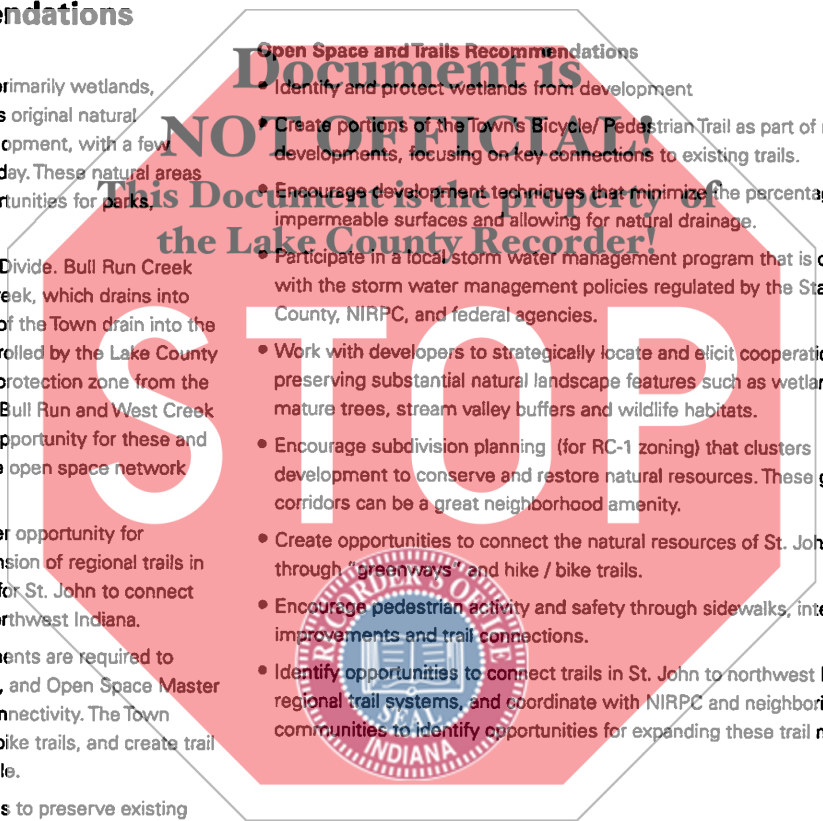 endations
primarily wetlands,
s original natural
opment, with a few
day. These natural areas
rtunities for parks,
Divide. Bull Run Creek
eek, which drains into
of the Town drain into the
rolled by the Lake County
protection zone from the
Bull Run and West Creek
pportunity for these and
e open space network
er opportunity for
nsion of regional trails in
for St. John to connect
rthwest Indiana.
ents are required to
, and Open Space Master
nnectivity. The Town
bike trails, and create trail
le.
s to preserve existing
Open Space and Trails Recommendations
• Identify and protect wetlands from development
• Create portions of the Town's Bicycle/ Pedestrian Trail as part of
developments, focusing on key connections to existing trails.
• Encourage development techniques that minimize the percentag
impermeable surfaces and allowing for natural drainage.
• Participate in a local storm water management program that is c
with the storm water management policies regulated by the Sta
County, NIRPC, and federal agencies.
• Work with developers to strategically locate and elicit cooperatio
preserving substantial natural landscape features such as wetlan
mature trees, stream valley buffers and wildlife habitats.
• Encourage subdivision planning (for RC-1 zoning) that clusters
development to conserve and restore natural resources. These g
corridors can be a great neighborhood amenity.
• Create opportunities to connect the natural resources of St. Joh
through "greenways" and hike / bike trails.
• Encourage pedestrian activity and safety through sidewalks, inte
improvements and trail connections.
• Identify opportunities to connect trails in St. John to northwest I
regional trail systems, and coordinate with NIRPC and neighbori
communities to identify opportunities for expanding these trail n
Document is
NOT OFFICIAL!
This Document is the property of
the Lake County Recorder!
STOP
RECORDER'S OFFICE
SEAL
INDIANA